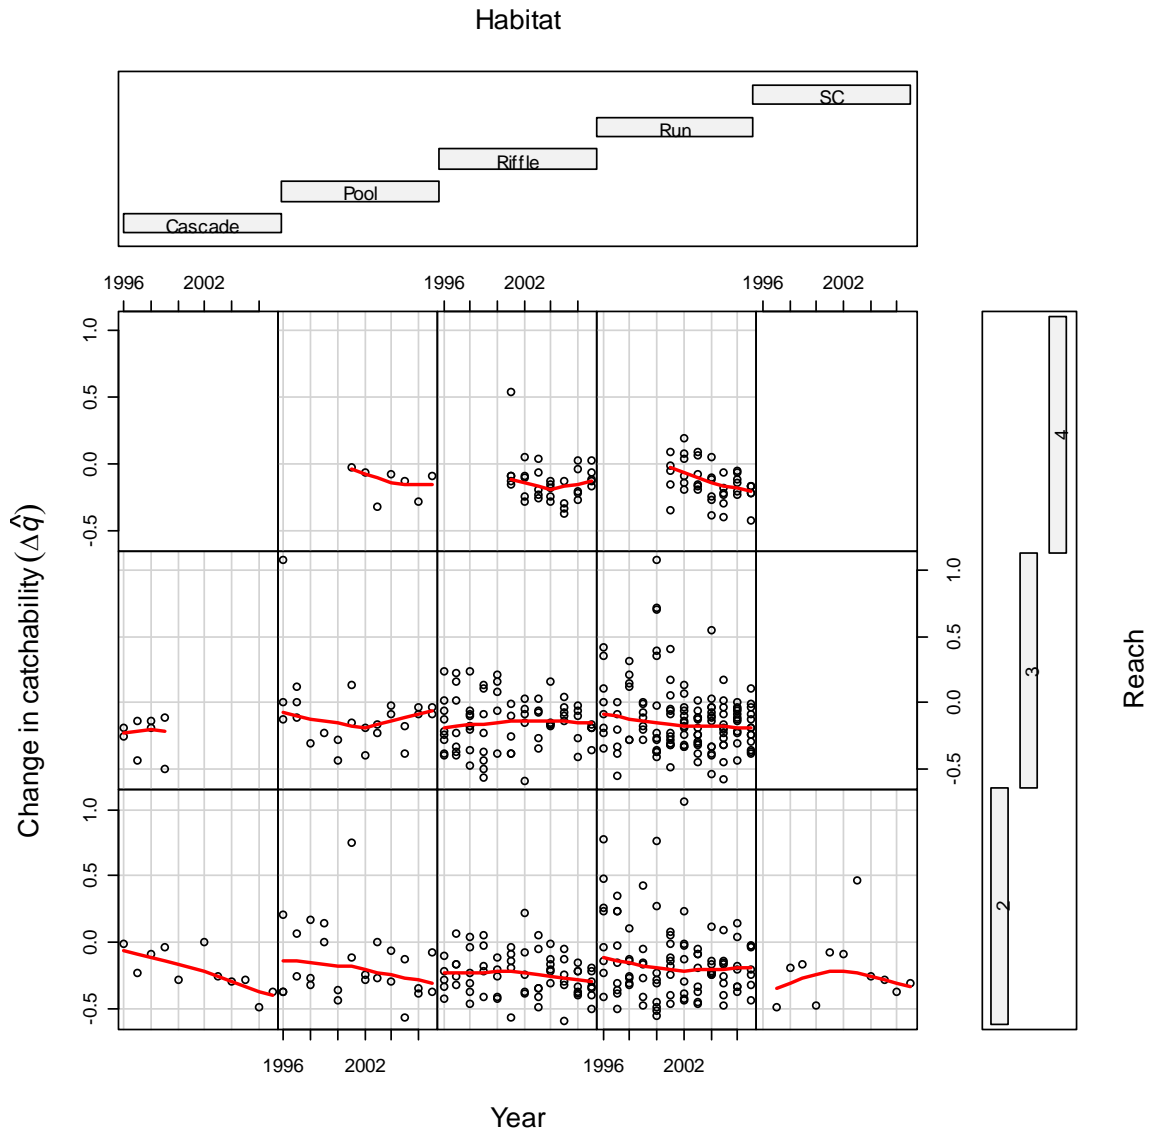 Habitat
SC
Run
Riffle
Pool
Cascade
1996 2002 1996 2002 1996 2002
1.0
0.5
0.0
-0.5
4
1.0
0.5
0.0
-0.5
3
1.0
0.5
0.0
-0.5
2
Change in catchability (Δq̂)
Reach
1996 2002 1996 2002
Year